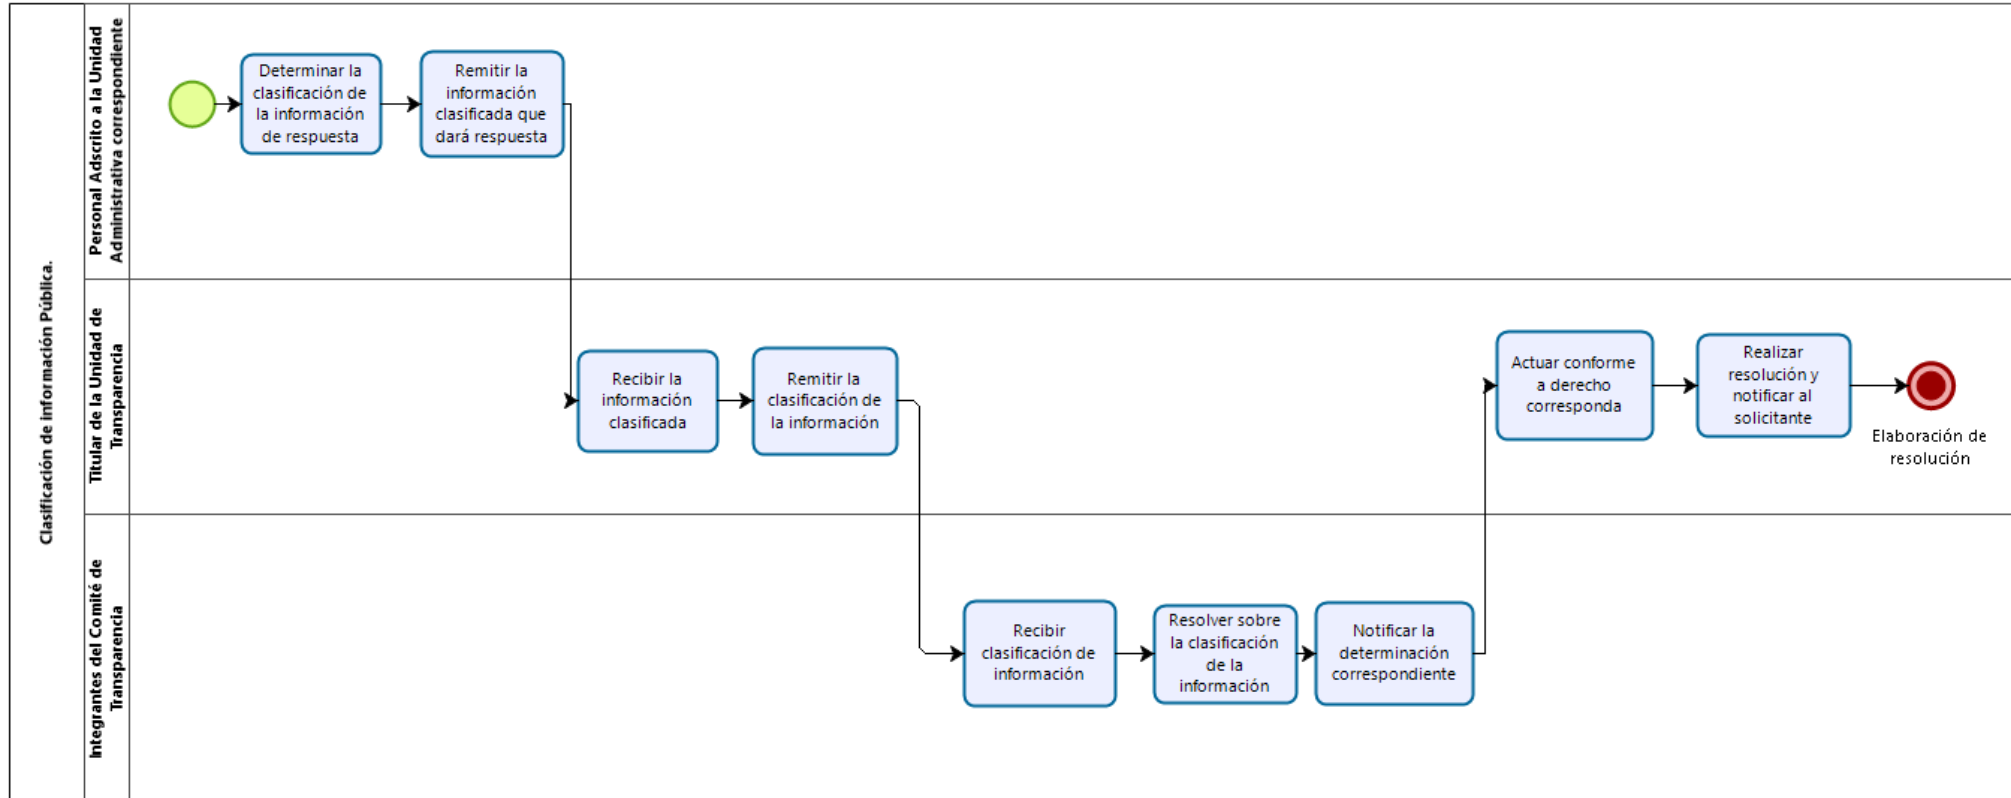 Clasificación de información Pública.
Personal Adscrito a la Unidad
Administrativa correspondiente
Determinar la
clasificación de
la información
de respuesta
Remitir la
información
clasificada que
dará respuesta
Titular de la Unidad de
Transparencia
Recibir la
información
clasificada
Remitir la
clasificación de
la información
Actuar conforme
a derecho
corresponda
Realizar
resolución y
notificar al
solicitante
Elaboración de
resolución
Integrantes del Comité de
Transparencia
Recibir
clasificación de
información
Resolver sobre
la clasificación
de la
información
Notificar la
determinación
correspondiente